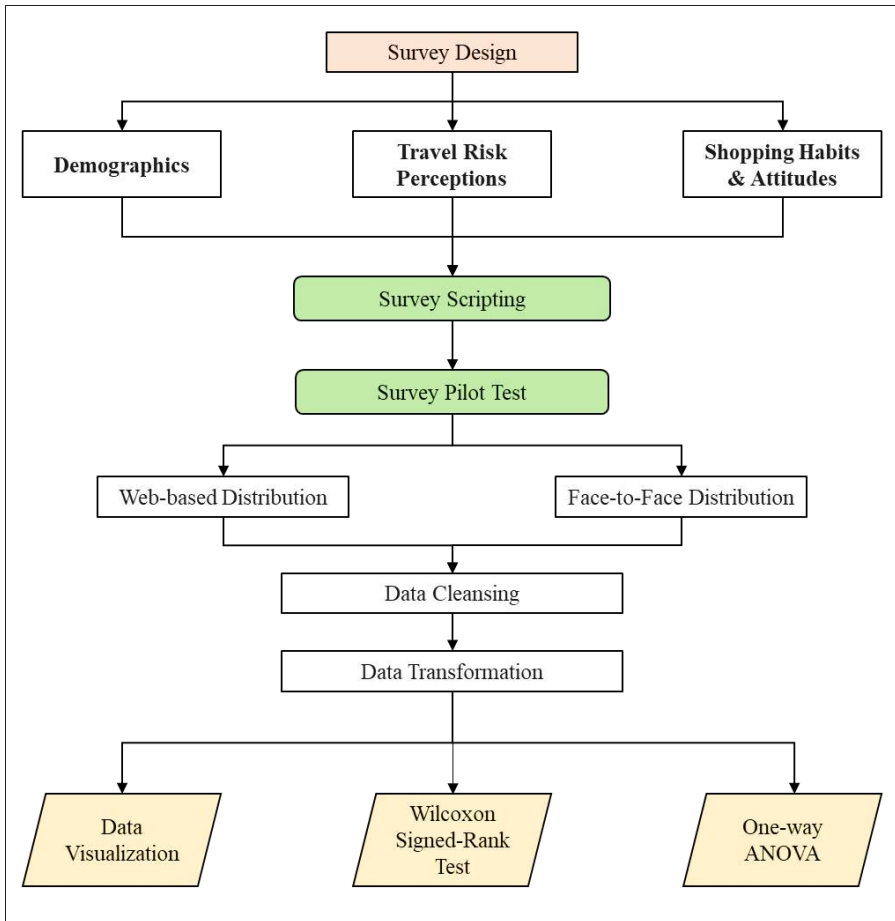 Survey Design
Demographics
Travel Risk
Perceptions
Shopping Habits
& Attitudes
Survey Scripting
Survey Pilot Test
Web-based Distribution
Face-to-Face Distribution
Data Cleansing
Data Transformation
Data
Visualization
Wilcoxon
Signed-Rank
Test
One-way
ANOVA